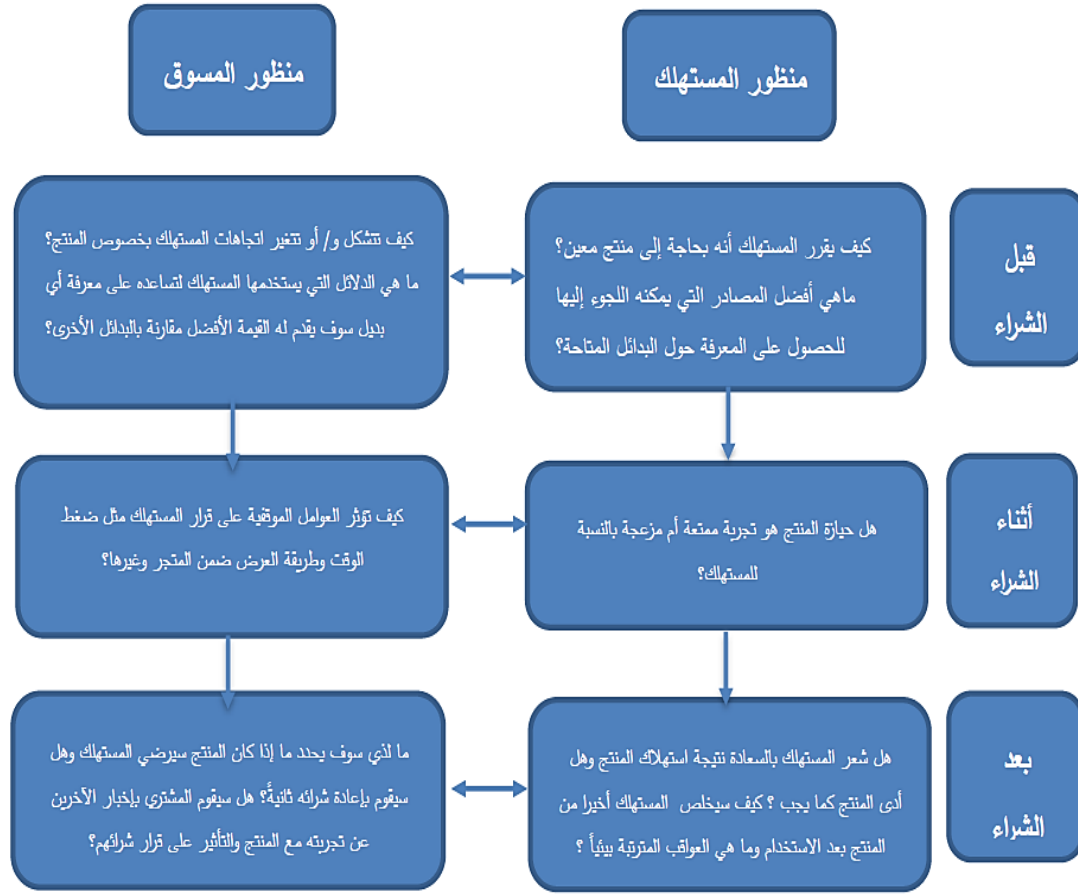 منظور المستهلك
منظور المسوق
قبل
الشراء
كيف يقرر المستهلك أنه بحاجة إلى منتج معين؟
ماهي أفضل المصادر التي يمكنه اللجوء إليها
للحصول على المعرفة حول البدائل المتاحة؟
كيف تتشكل و/ أو تتغير اتجاهات المستهلك بخصوص المنتج؟
ما هي الدلائل التي يستخدمها المستهلك لتساعده على معرفة أي
بديل سوف يقدم له القيمة الأفضل مقارنة بالبدائل الأخرى؟
أثناء
الشراء
هل حيازة المنتج هو تجربة ممتعة أم مزعجة بالنسبة
للمستهلك؟
كيف تؤثر العوامل الموقفية على قرار المستهلك مثل ضغط
الوقت وطريقة العرض ضمن المتجر وغيرها؟
بعد
الشراء
هل شعر المستهلك بالسعادة نتيجة استهلاك المنتج وهل
أدى المنتج كما يجب ؟ كيف سيخلص المستهلك أخيرا من
المنتج بعد الاستخدام وما هي العواقب المترتبة بيئياً ؟
ما لذي سوف يحدد ما إذا كان المنتج سيرضي المستهلك وهل
سيقوم بإعادة شرائه ثانيةً؟ هل سيقوم المشتري بإخبار الآخرين
عن تجربته مع المنتج والتأثير على قرار شرائهم؟